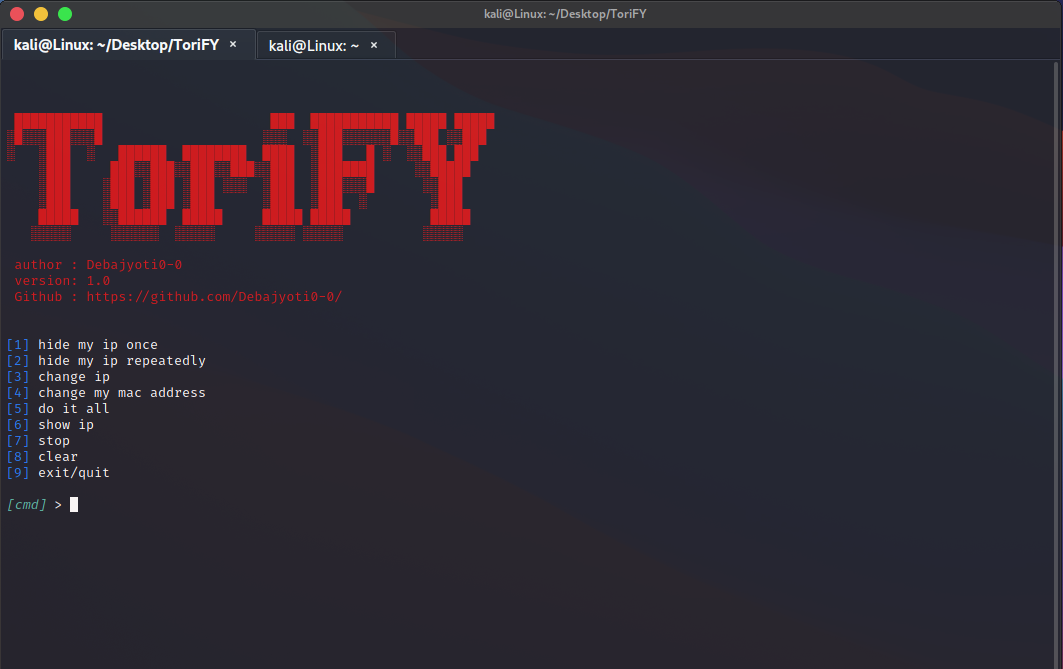 kali@Linux: ~/Desktop/ToriFY
kali@Linux: ~/Desktop/ToriFY × kali@Linux: ~ ×
ToriFY
author : Debajyoti0-0
version: 1.0
Github : https://github.com/Debajyoti0-0/
[1] hide my ip once
[2] hide my ip repeatedly
[3] change ip
[4] change my mac address
[5] do it all
[6] show ip
[7] stop
[8] clear
[9] exit/quit
[cmd] >